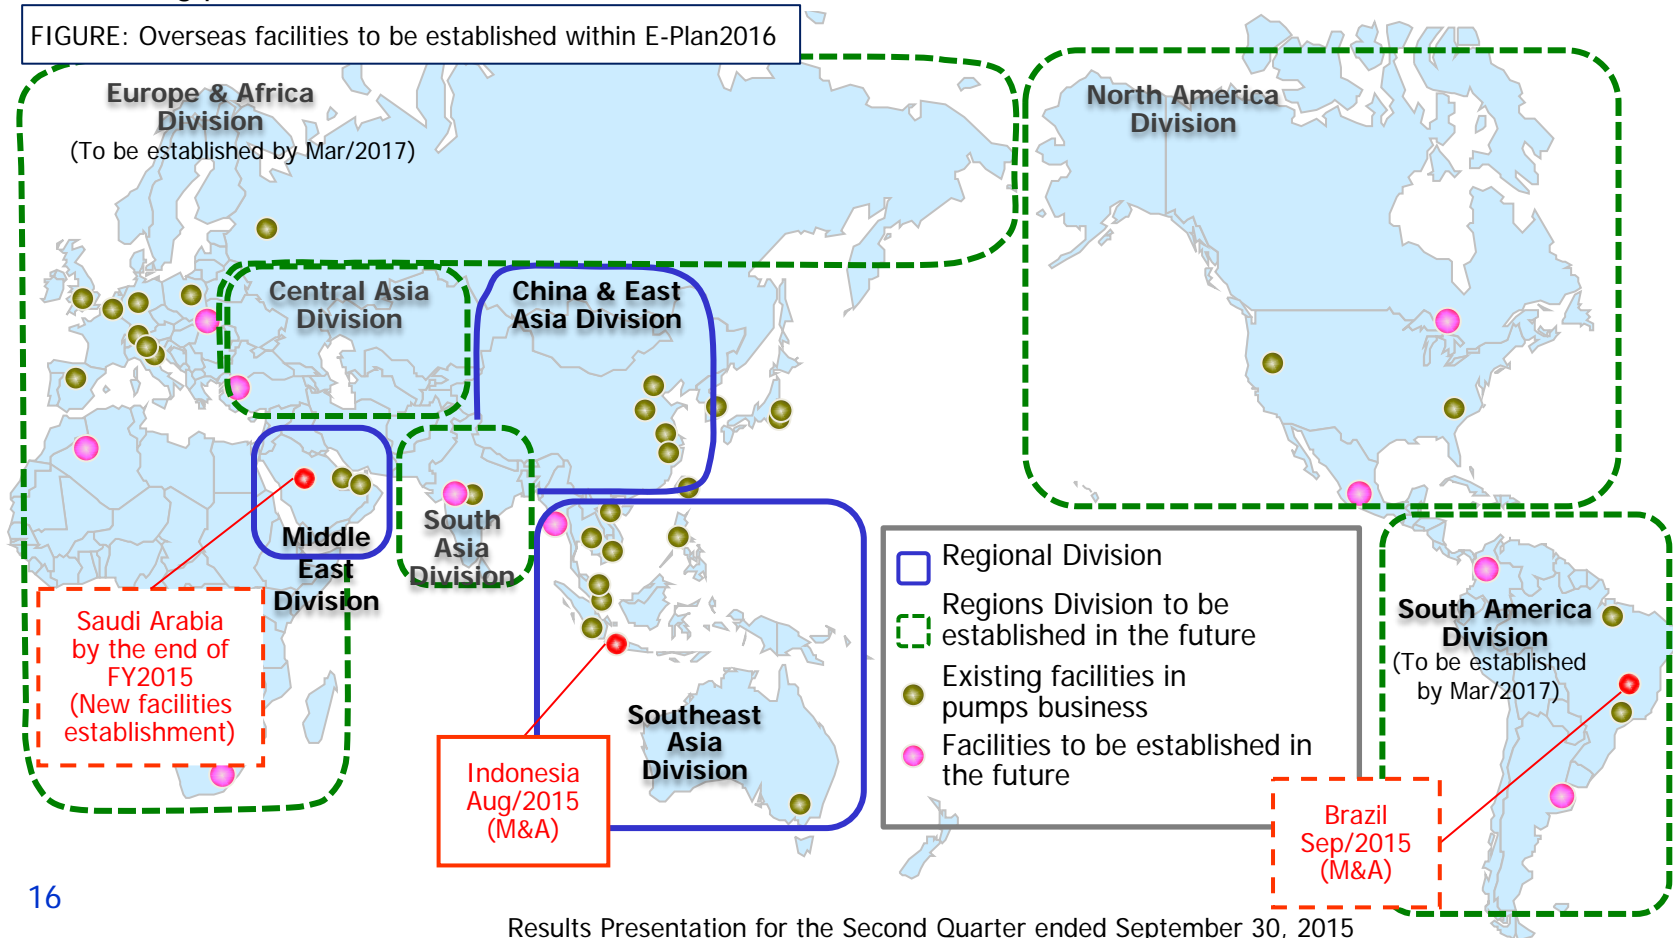 FIGURE: Overseas facilities to be established within E-Plan2016
Europe & Africa
Division
(To be established by Mar/2017)
North America
Division
Central Asia
Division
China & East
Asia Division
Middle
East
Division
South
Asia
Division
Saudi Arabia
by the end of
FY2015
(New facilities
establishment)
Indonesia
Aug/2015
(M&A)
Southeast
Asia
Division
Regional Division
Regions Division to be
established in the future
Existing facilities in
pumps business
Facilities to be established in
the future
South America
Division
(To be established
by Mar/2017)
Brazil
Sep/2015
(M&A)
16
Results Presentation for the Second Quarter ended September 30, 2015